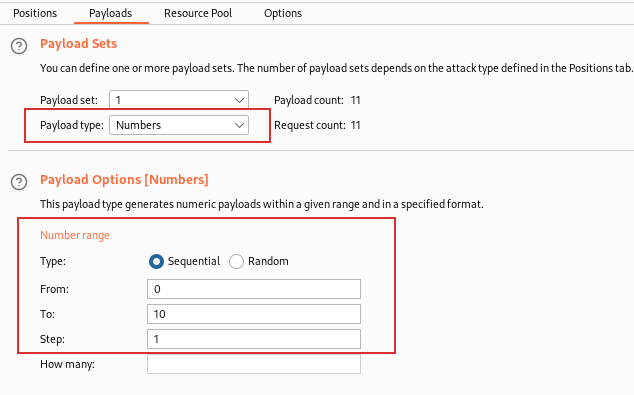 Positions Payloads Resource Pool Options
? Payload Sets
You can define one or more payload sets. The number of payload sets depends on the attack type defined in the Positions tab.
Payload set: 1 Payload count: 11
Payload type: Numbers Request count: 11
? Payload Options [Numbers]
This payload type generates numeric payloads within a given range and in a specified format.
Number range
Type: Sequential Random
From: 0
To: 10
Step: 1
How many: